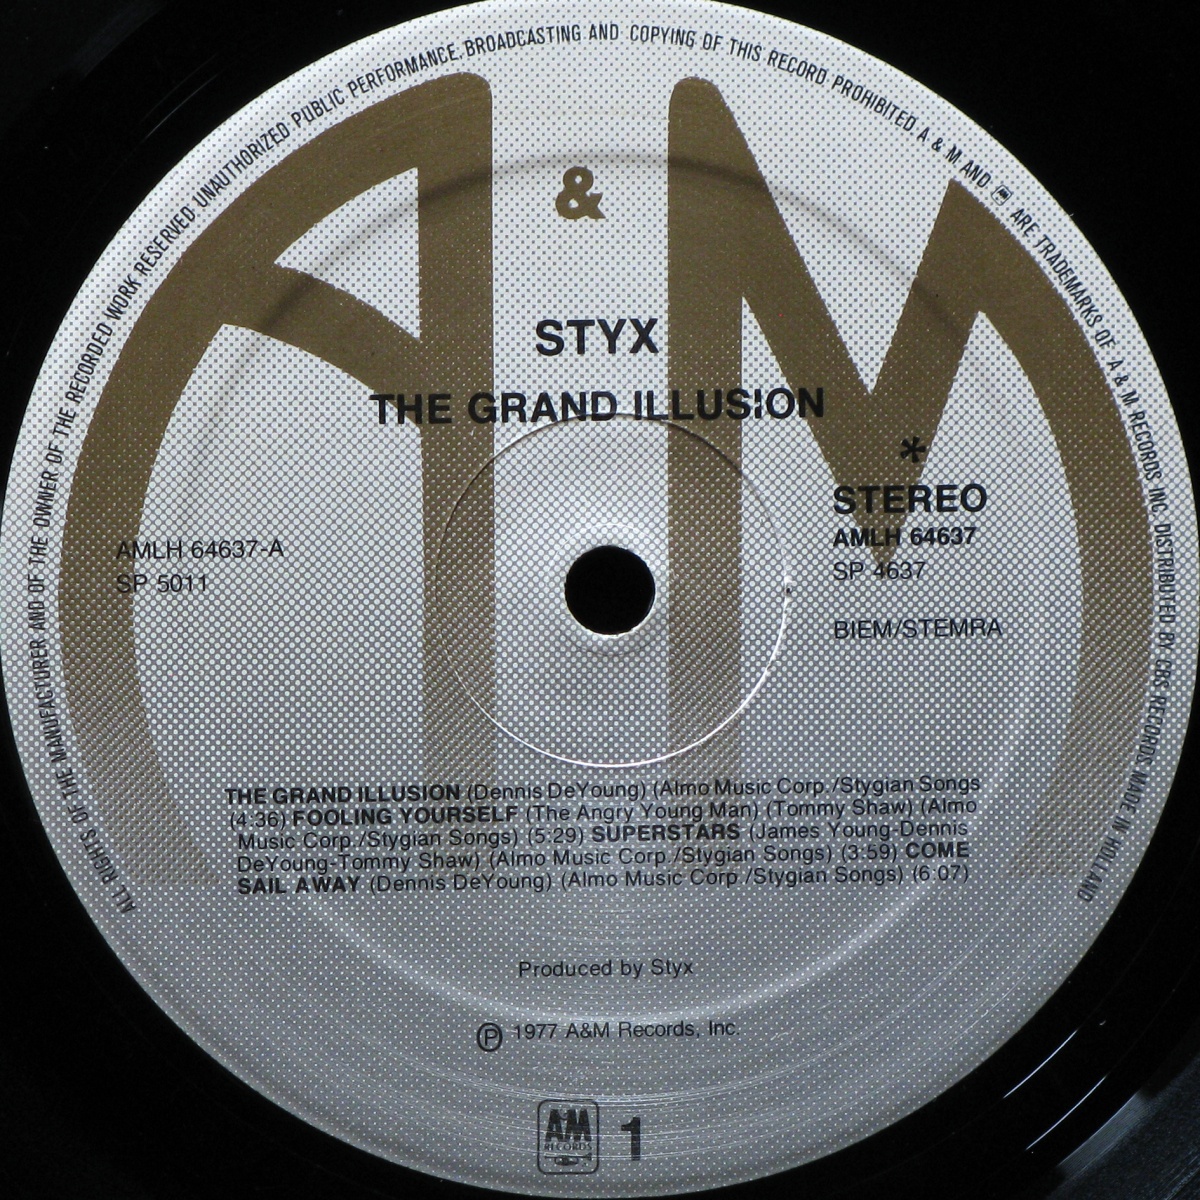 ALL RIGHTS OF THE MANUFACTURER AND OF THE OWNER OF THE RECORDED WORK RESERVED UNAUTHORIZED PUBLIC PERFORMANCE, BROADCASTING AND COPYING OF THIS RECORD PROHIBITED. A & M AND AM ARE TRADEMARKS OF A & M RECORDS INC. DISTRIBUTED BY CBS RECORDS MADE IN HOLLAND
A & M
STYX
THE GRAND ILLUSION
*
STEREO
AMLH 64637
SP 4637
BIEM/STEMRA
AMLH 64637-A
SP 5011
THE GRAND ILLUSION (Dennis DeYoung) (Almo Music Corp./Stygian Songs
(4:36) FOOLING YOURSELF (The Angry Young Man) (Tommy Shaw) (Almo
Music Corp./Stygian Songs) (5:29) SUPERSTARS (James Young-Dennis
DeYoung-Tommy Shaw) (Almo Music Corp./Stygian Songs) (3:59) COME
SAIL AWAY (Dennis DeYoung) (Almo Music Corp./Stygian Songs) (6:07)
Produced by Styx
Ⓟ 1977 A&M Records, Inc.
A&M
RECORDS
1